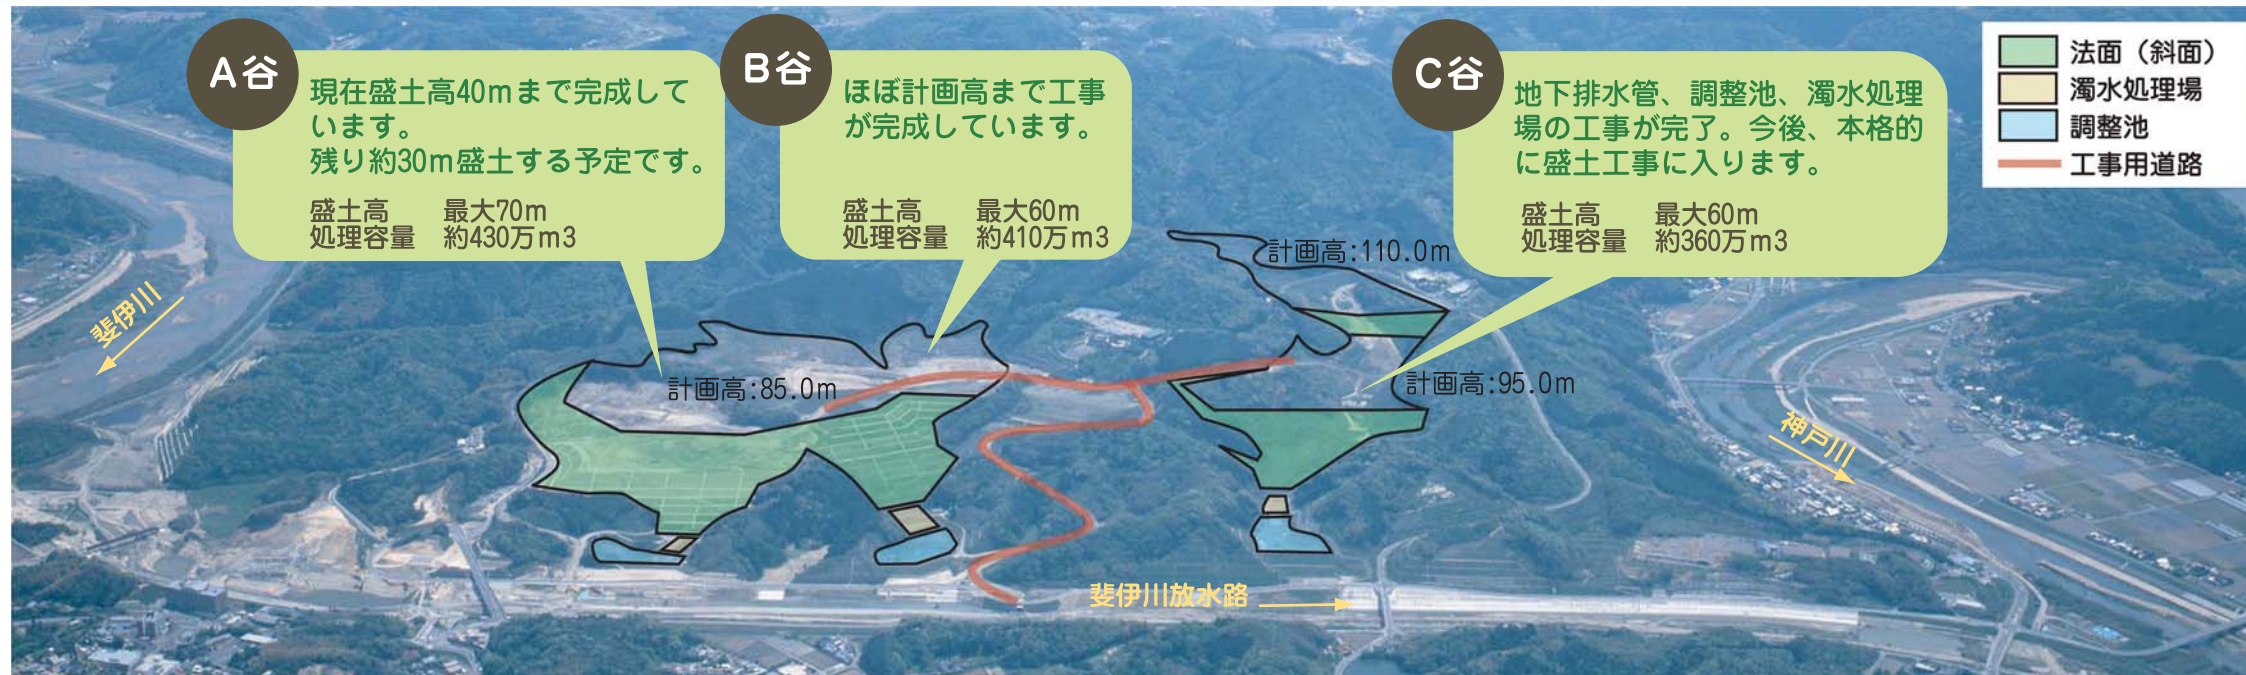 A谷
現在盛土高40mまで完成して
います。
残り約30m盛土する予定です。
盛土高 最大70m
処理容量 約430万m3
B谷
ほぼ計画高まで工事
が完成しています。
盛土高 最大60m
処理容量 約410万m3
C谷
地下排水管、調整池、濁水処理
場の工事が完了。今後、本格的
に盛土工事に入ります。
盛土高 最大60m
処理容量 約360万m3
法面（斜面）
濁水処理場
調整池
工事用道路
計画高:110.0m
斐伊川
計画高:85.0m
計画高:95.0m
神戸川
斐伊川放水路